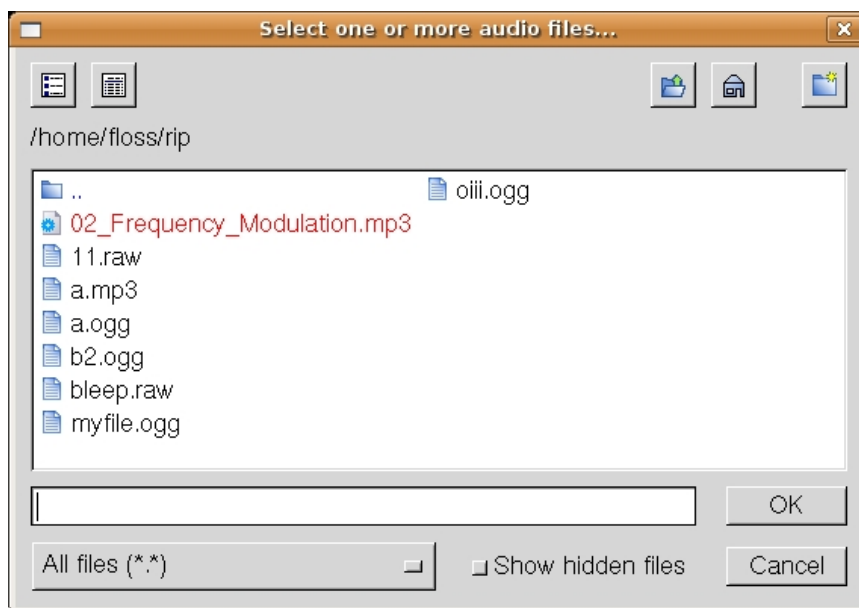 Select one or more audio files...
/home/floss/rip
..
02_Frequency_Modulation.mp3
11.raw
a.mp3
a.ogg
b2.ogg
bleep.raw
myfile.ogg
oiii.ogg
OK
All files (*.*)
Show hidden files
Cancel